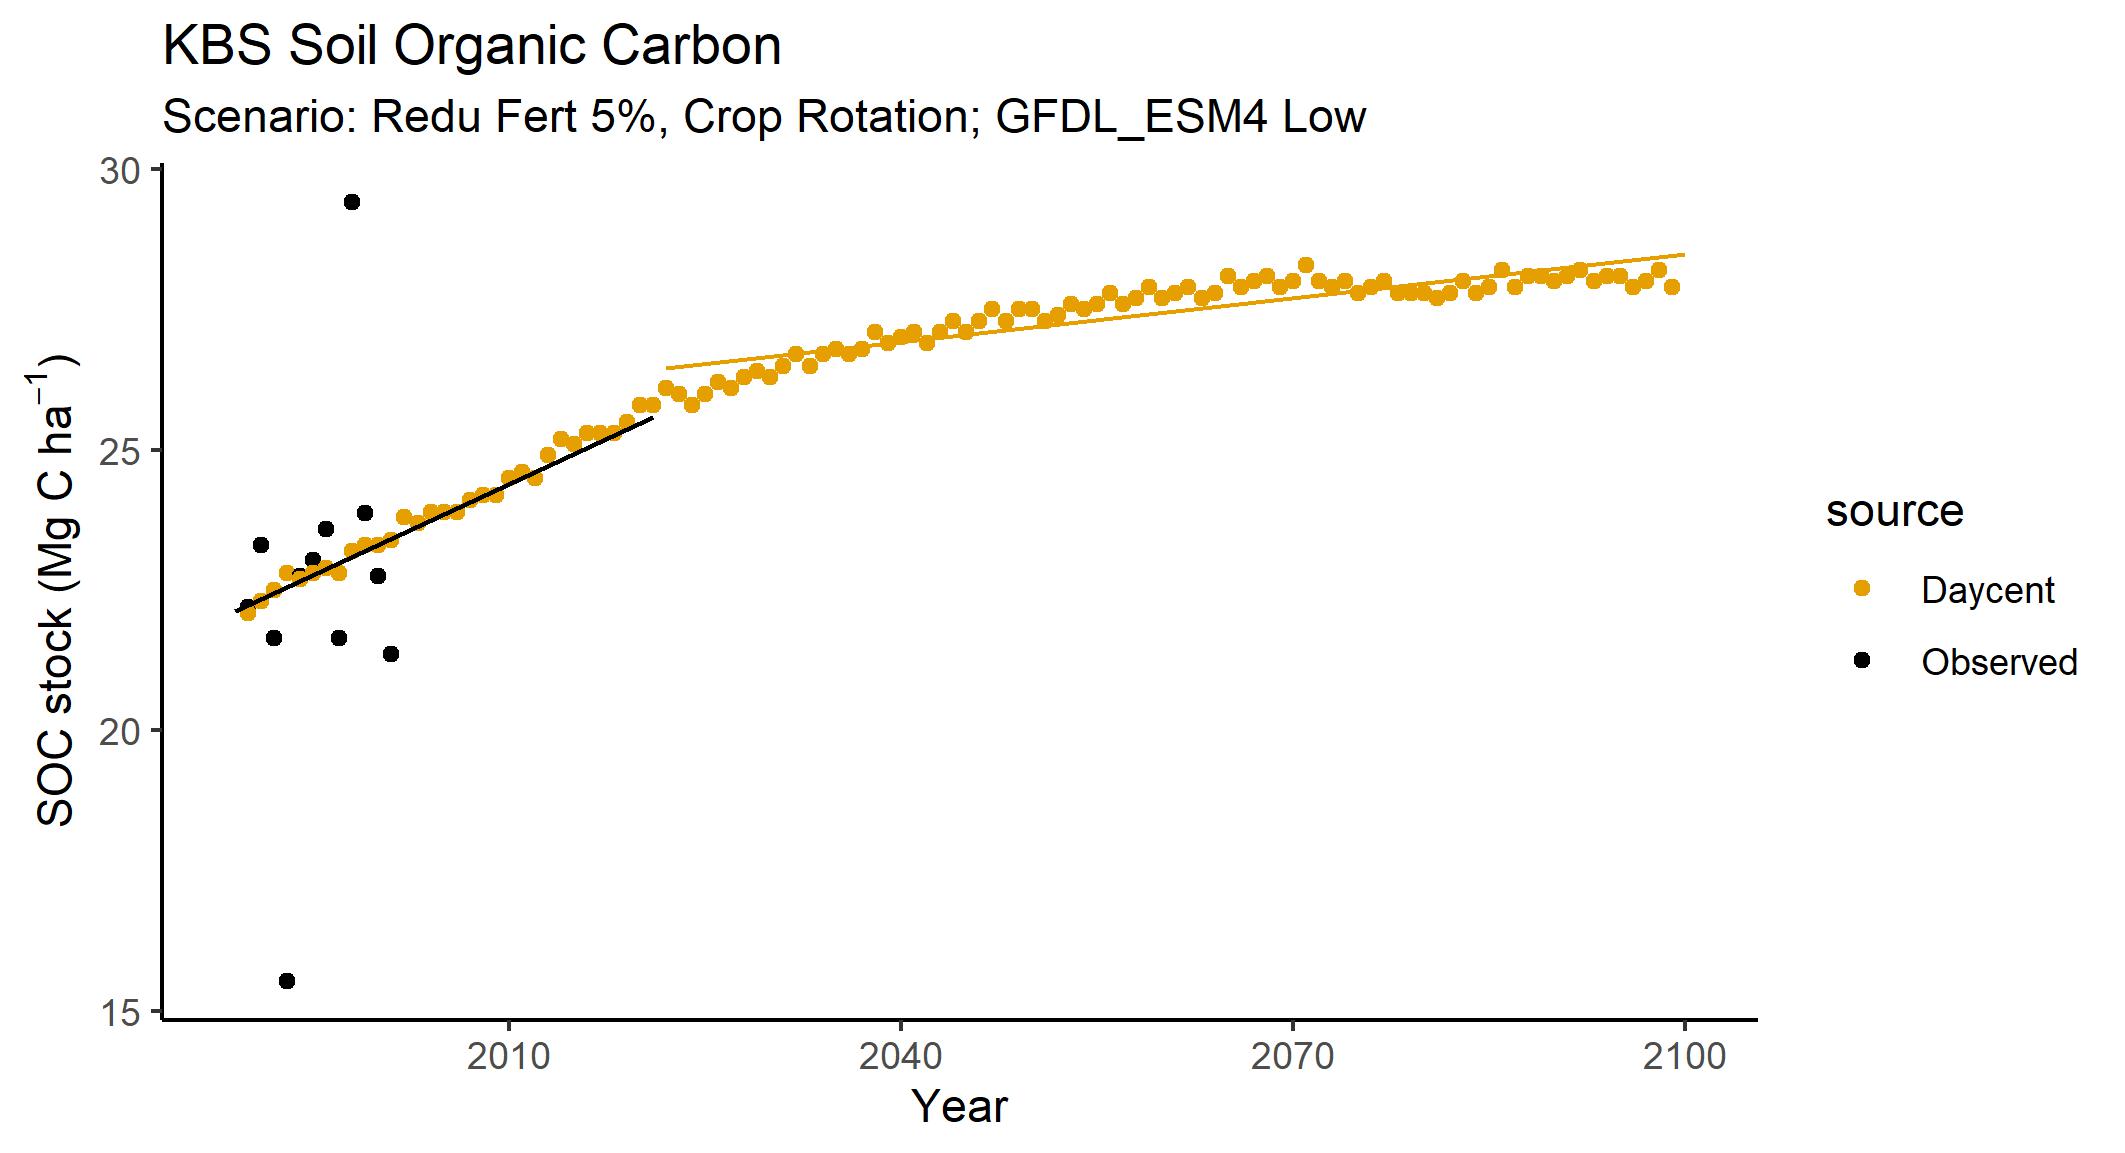 KBS Soil Organic Carbon
Scenario: Redu Fert 5%, Crop Rotation; GFDL_ESM4 Low
SOC stock (Mg C ha⁻¹)
30
25
20
15
2010
2040
2070
2100
Year
source
Daycent
Observed